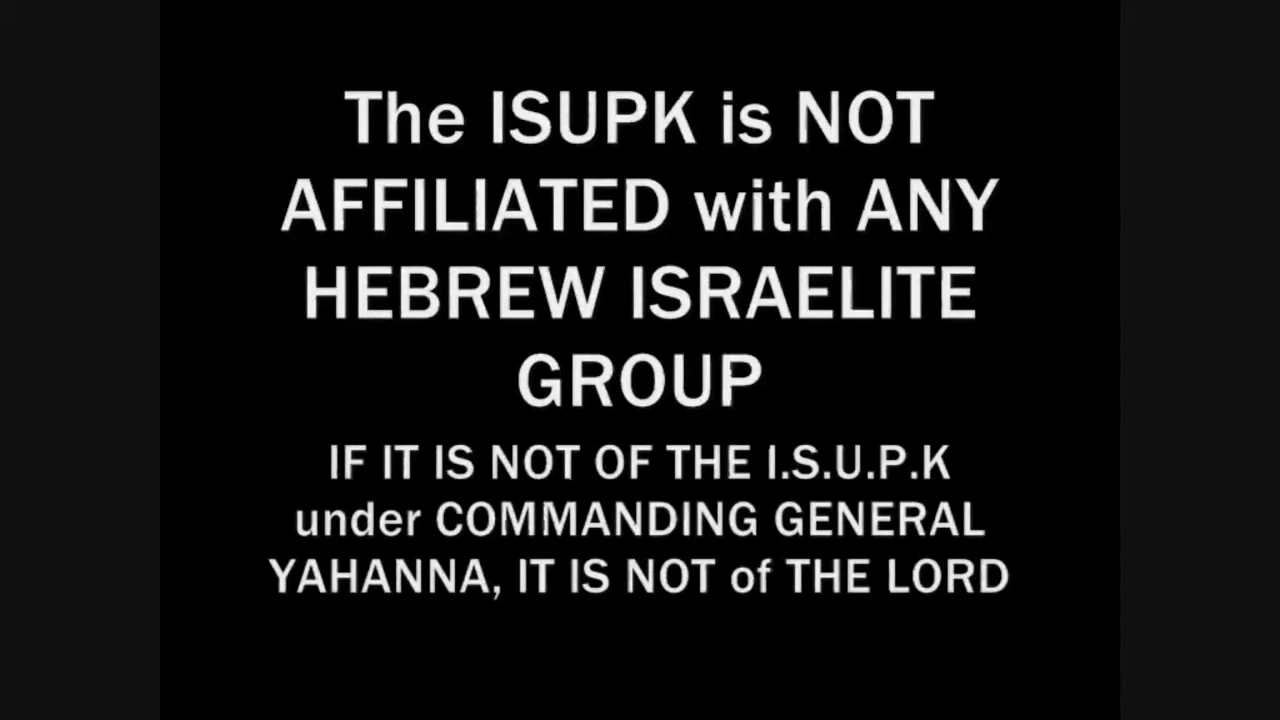 The ISUPK is NOT
AFFILIATED with ANY
HEBREW ISRAELITE
GROUP
IF IT IS NOT OF THE I.S.U.P.K
under COMMANDING GENERAL
YAHANNA, IT IS NOT of THE LORD